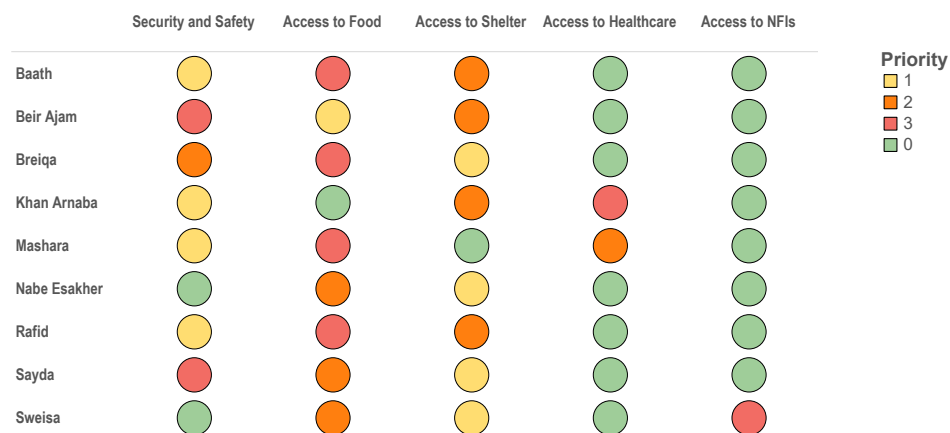 Security and Safety Access to Food Access to Shelter Access to Healthcare Access to NFIs
Priority
1
2
3
0
Baath
Beir Ajam
Breiqa
Khan Arnaba
Mashara
Nabe Esakher
Rafid
Sayda
Sweisa